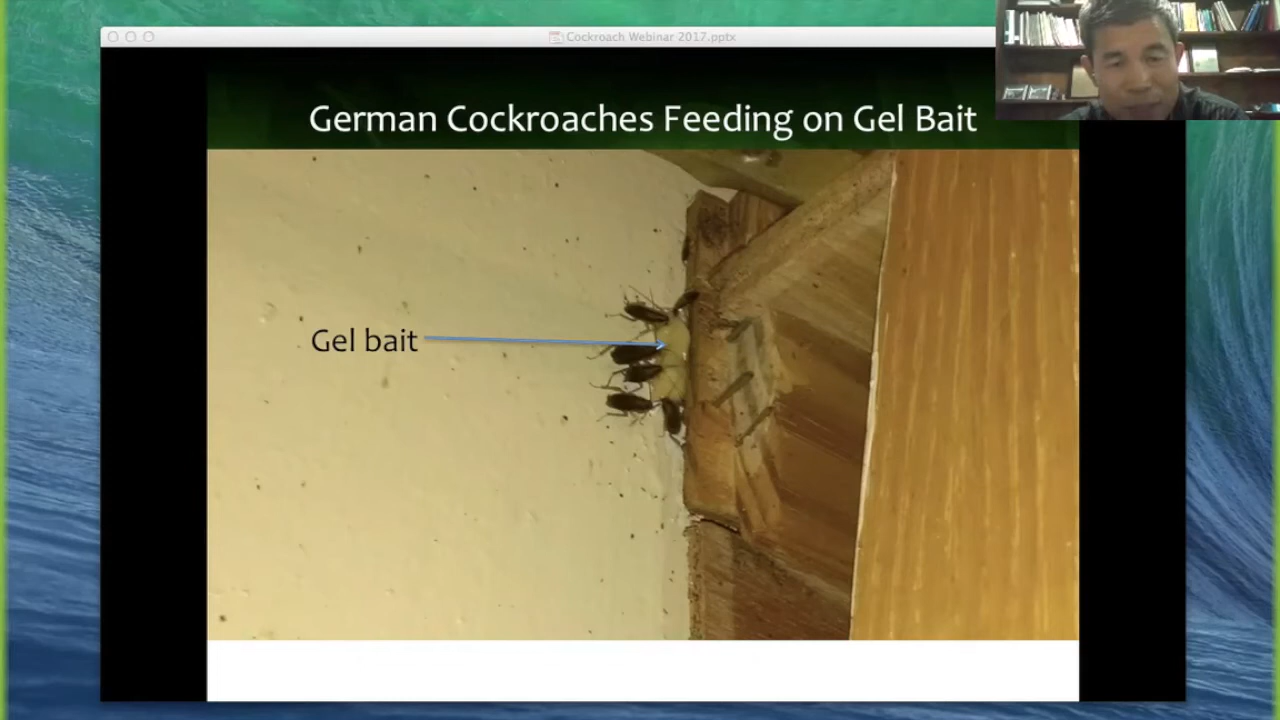 Cockroach Webinar 2017.pptx
German Cockroaches Feeding on Gel Bait
Gel bait